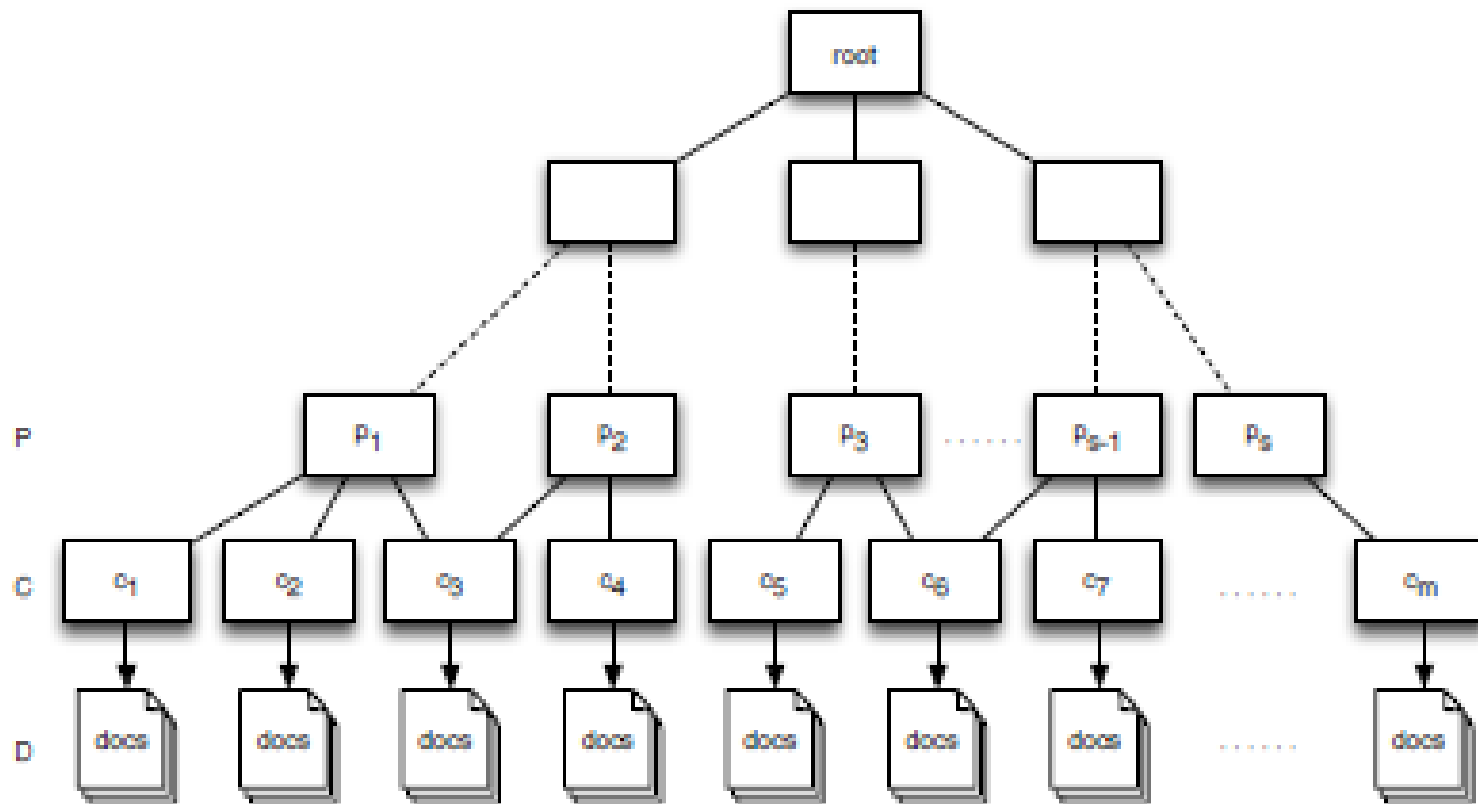 root
P p₁ p₂ p₃ ...... pₛ₋₁ pₛ
C c₁ c₂ c₃ c₄ c₅ c₆ c₇ ...... cₘ
D docs docs docs docs docs docs docs ...... docs